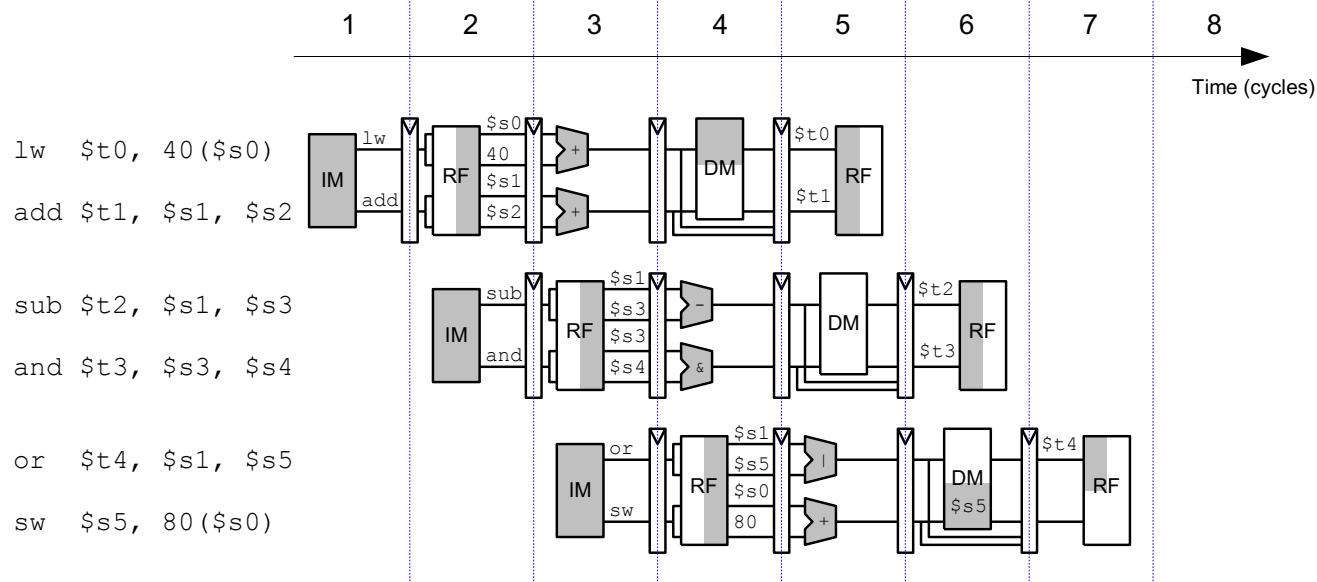 1 2 3 4 5 6 7 8
Time (cycles)
lw $t0, 40($s0)
add $t1, $s1, $s2
IM lw add RF $s0 40 $s1 $s2 + + DM $t0 $t1 RF
sub $t2, $s1, $s3
and $t3, $s3, $s4
IM sub and RF $s1 $s3 $s3 $s4 - & DM $t2 $t3 RF
or $t4, $s1, $s5
sw $s5, 80($s0)
IM or sw RF $s1 $s5 $s0 80 | + DM $s5 $t4 RF